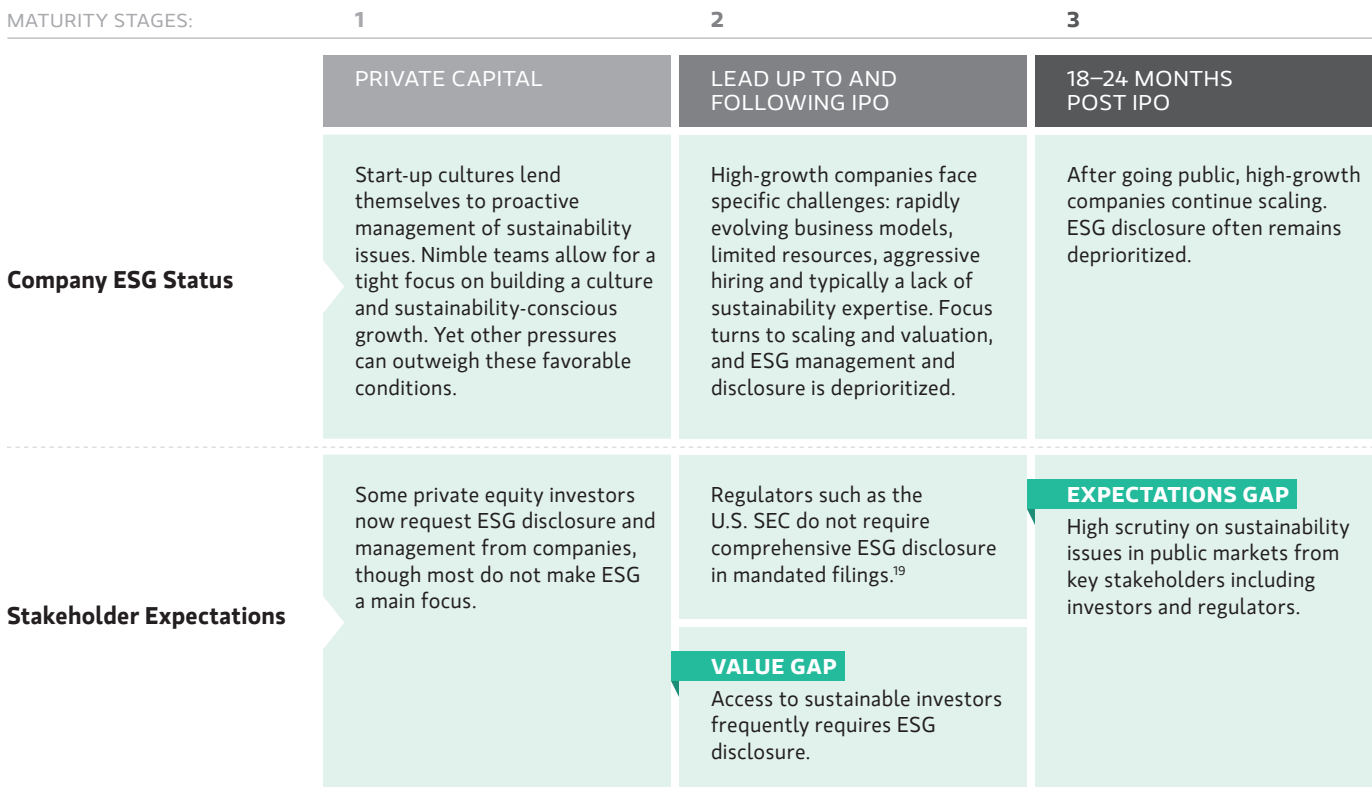 MATURITY STAGES: 1 2 3
PRIVATE CAPITAL
LEAD UP TO AND
FOLLOWING IPO
18–24 MONTHS
POST IPO
Company ESG Status
Start-up cultures lend
themselves to proactive
management of sustainability
issues. Nimble teams allow for a
tight focus on building a culture
and sustainability-conscious
growth. Yet other pressures
can outweigh these favorable
conditions.
High-growth companies face
specific challenges: rapidly
evolving business models,
limited resources, aggressive
hiring and typically a lack of
sustainability expertise. Focus
turns to scaling and valuation,
and ESG management and
disclosure is deprioritized.
After going public, high-growth
companies continue scaling.
ESG disclosure often remains
deprioritized.
Stakeholder Expectations
Some private equity investors
now request ESG disclosure and
management from companies,
though most do not make ESG
a main focus.
Regulators such as the
U.S. SEC do not require
comprehensive ESG disclosure
in mandated filings.19
VALUE GAP
Access to sustainable investors
frequently requires ESG
disclosure.
EXPECTATIONS GAP
High scrutiny on sustainability
issues in public markets from
key stakeholders including
investors and regulators.